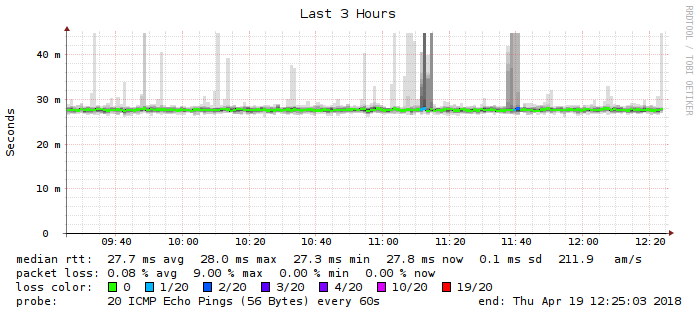 Last 3 Hours
RRDTOOL / TOBI OETIKER
Seconds
40 m
30 m
20 m
10 m
0
09:40 10:00 10:20 10:40 11:00 11:20 11:40 12:00 12:20
median rtt: 27.7 ms avg 28.0 ms max 27.3 ms min 27.8 ms now 0.1 ms sd 211.9 am/s
packet loss: 0.08 % avg 9.00 % max 0.00 % min 0.00 % now
loss color: 0 1/20 2/20 3/20 4/20 10/20 19/20
probe: 20 ICMP Echo Pings (56 Bytes) every 60s end: Thu Apr 19 12:25:03 2018